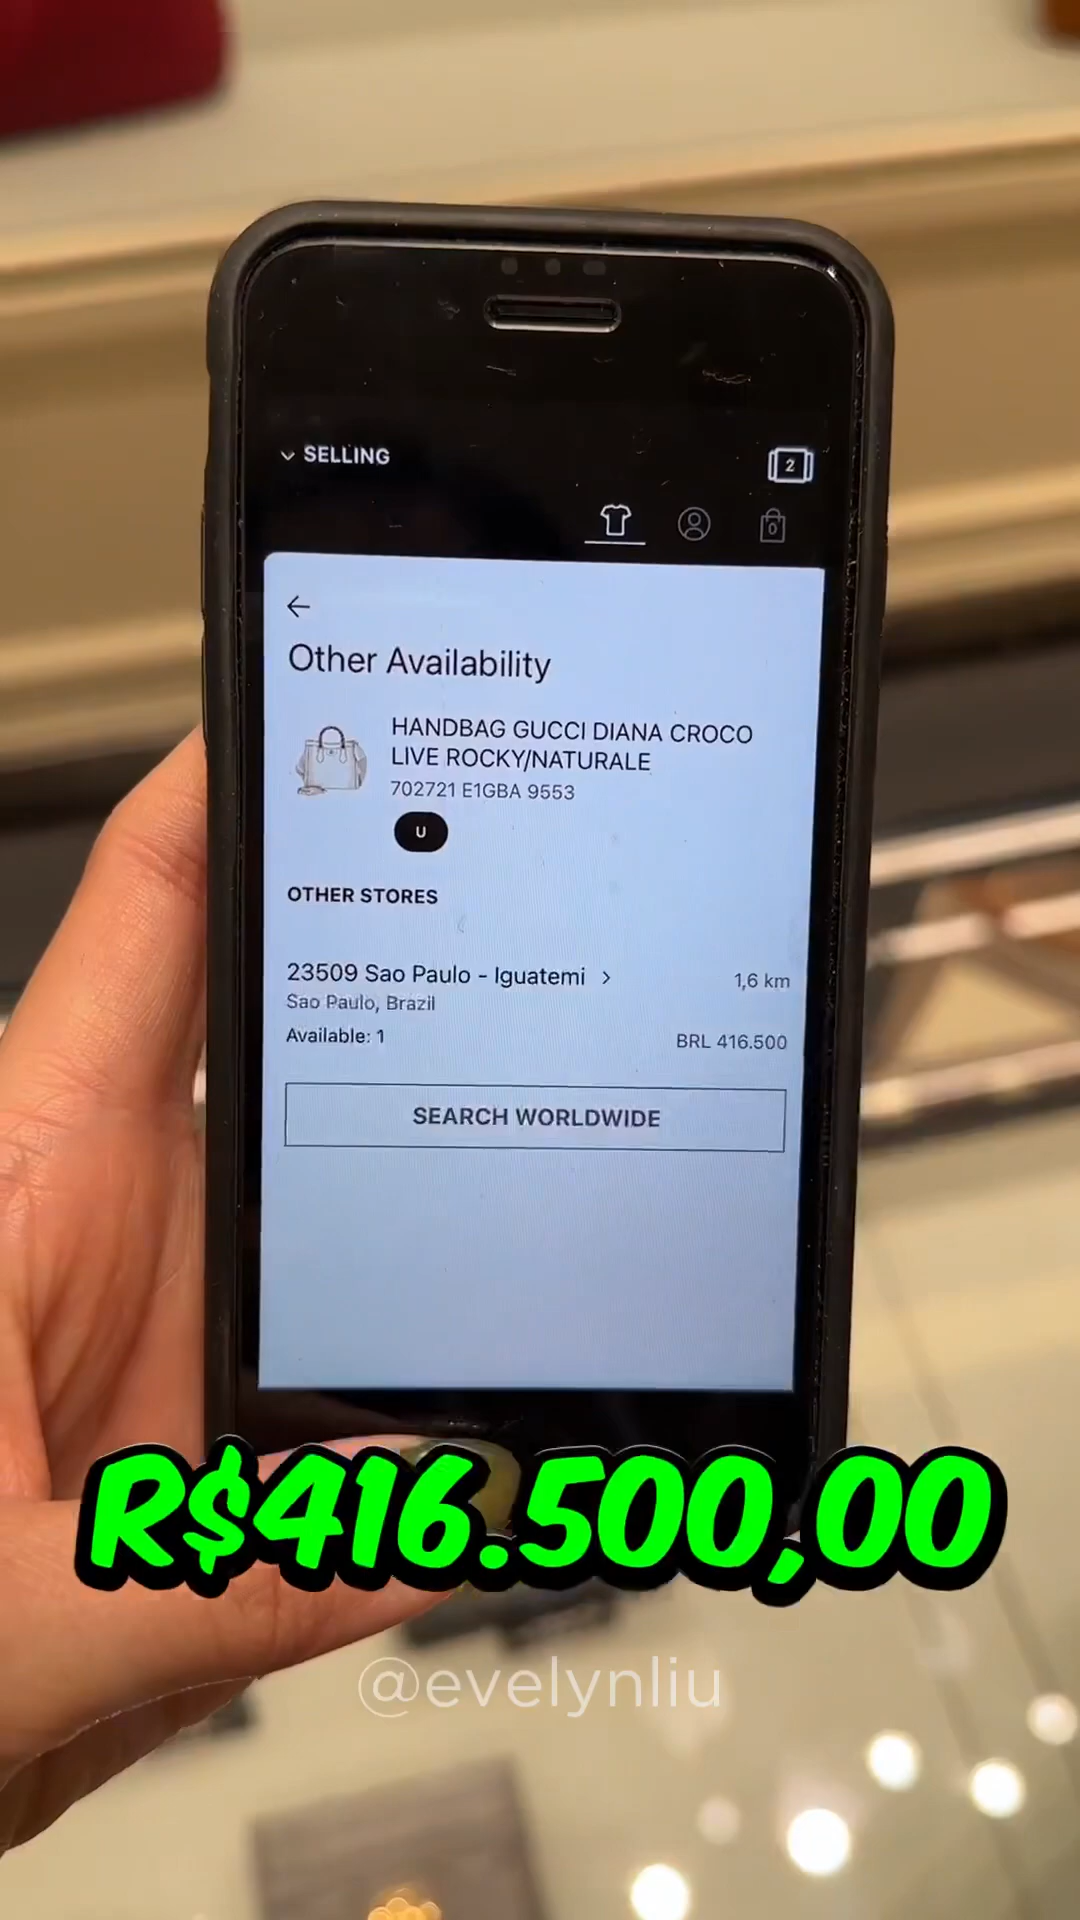 SELLING
2
0
Other Availability
HANDBAG GUCCI DIANA CROCO
LIVE ROCKY/NATURALE
702721 E1GBA 9553
U
OTHER STORES
23509 Sao Paulo - Iguatemi >
1,6 km
Sao Paulo, Brazil
Available: 1
BRL 416.500
SEARCH WORLDWIDE
R$416.500,00
@evelynliu